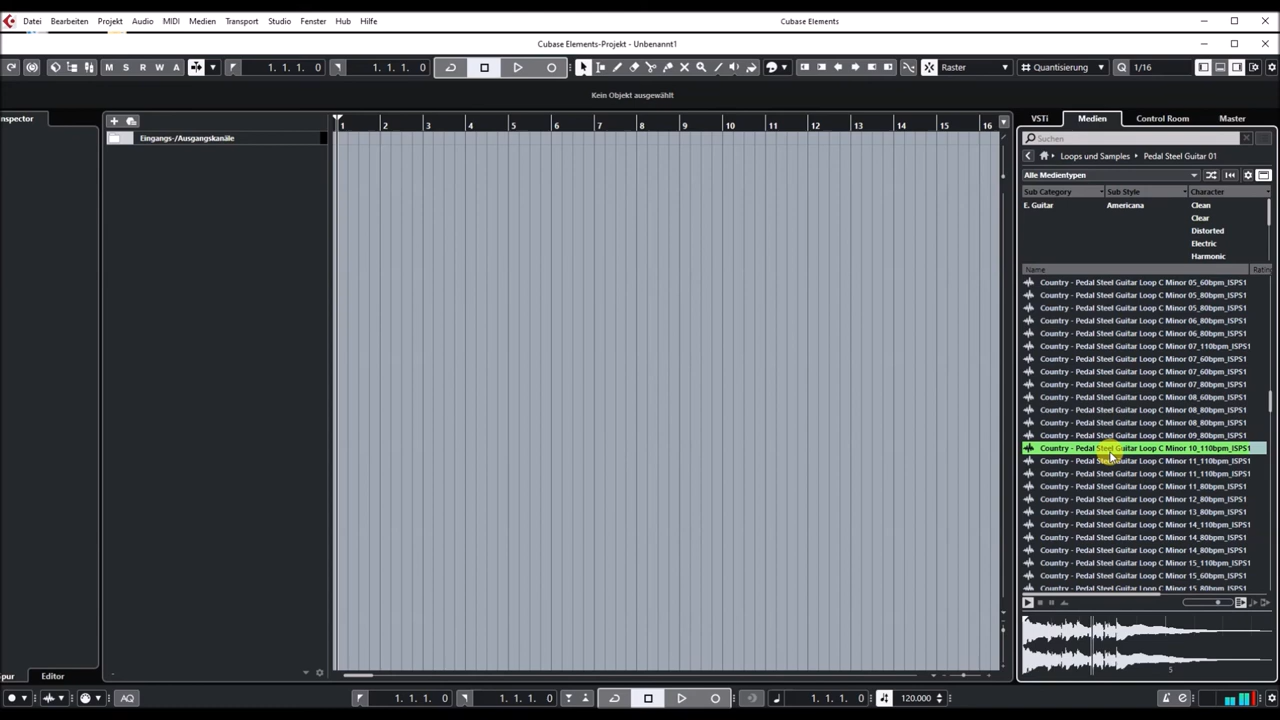 Datei Bearbeiten Projekt Audio MIDI Medien Transport Studio Fenster Hub Hilfe Cubase Elements
Cubase Elements-Projekt - Unbenannt1
M S R W A 1. 1. 1. 0 1. 1. 1. 0 Raster Quantisierung Q 1/16
Kein Objekt ausgewählt
nspector
1 2 3 4 5 6 7 8 9 10 11 12 13 14 15 16
Eingangs-/Ausgangskanäle
VSTi Medien Control Room Master
Suchen
Loops und Samples Pedal Steel Guitar 01
Alle Medientypen
Sub Category Sub Style Character
E. Guitar Americana Clean
Clear
Distorted
Electric
Harmonic
Name Ratin
Country - Pedal Steel Guitar Loop C Minor 05_60bpm_ISPS1
Country - Pedal Steel Guitar Loop C Minor 05_80bpm_ISPS1
Country - Pedal Steel Guitar Loop C Minor 05_80bpm_ISPS1
Country - Pedal Steel Guitar Loop C Minor 06_80bpm_ISPS1
Country - Pedal Steel Guitar Loop C Minor 06_80bpm_ISPS1
Country - Pedal Steel Guitar Loop C Minor 07_110bpm_ISPS1
Country - Pedal Steel Guitar Loop C Minor 07_60bpm_ISPS1
Country - Pedal Steel Guitar Loop C Minor 07_60bpm_ISPS1
Country - Pedal Steel Guitar Loop C Minor 07_80bpm_ISPS1
Country - Pedal Steel Guitar Loop C Minor 08_60bpm_ISPS1
Country - Pedal Steel Guitar Loop C Minor 08_80bpm_ISPS1
Country - Pedal Steel Guitar Loop C Minor 08_80bpm_ISPS1
Country - Pedal Steel Guitar Loop C Minor 09_80bpm_ISPS1
Country - Pedal Steel Guitar Loop C Minor 10_110bpm_ISPS1
Country - Pedal Steel Guitar Loop C Minor 11_110bpm_ISPS1
Country - Pedal Steel Guitar Loop C Minor 11_110bpm_ISPS1
Country - Pedal Steel Guitar Loop C Minor 11_80bpm_ISPS1
Country - Pedal Steel Guitar Loop C Minor 12_80bpm_ISPS1
Country - Pedal Steel Guitar Loop C Minor 13_80bpm_ISPS1
Country - Pedal Steel Guitar Loop C Minor 14_110bpm_ISPS1
Country - Pedal Steel Guitar Loop C Minor 14_80bpm_ISPS1
Country - Pedal Steel Guitar Loop C Minor 14_80bpm_ISPS1
Country - Pedal Steel Guitar Loop C Minor 15_110bpm_ISPS1
Country - Pedal Steel Guitar Loop C Minor 15_60bpm_ISPS1
Country - Pedal Steel Guitar Loop C Minor 15_80bpm_ISPS1
5
pur Editor
AQ 1. 1. 1. 0 1. 1. 1. 0 1. 1. 1. 0 120.000